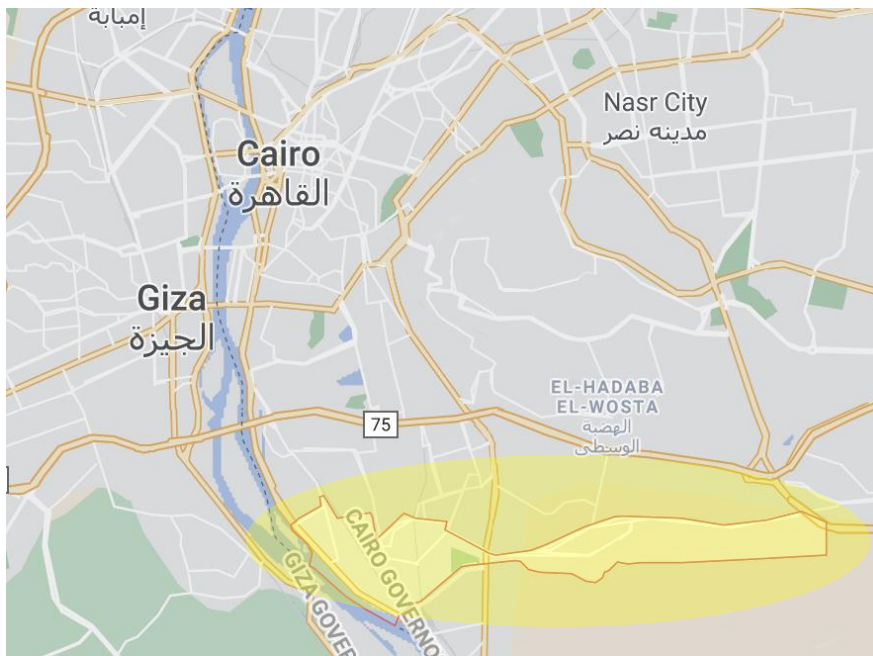 إمبابة
Nasr City
مدينه نصر
Cairo
القاهرة
Giza
الجيزة
EL-HADABA
EL-WOSTA
الهضبة
الوسطى
75
CAIRO GOVERNO
GIZA GOVER